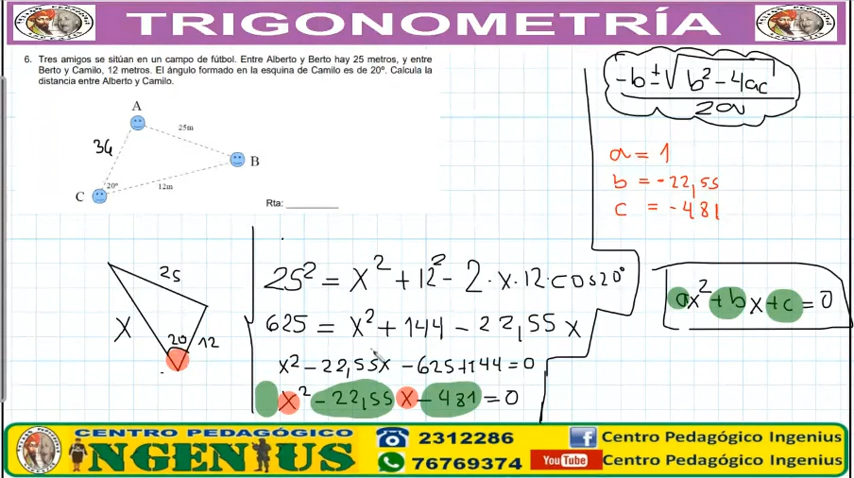 TRIGONOMETRÍA
6. Tres amigos se sitúan en un campo de fútbol. Entre Alberto y Berto hay 25 metros, y entre
Berto y Camilo, 12 metros. El ángulo formado en la esquina de Camilo es de 20º. Calcula la
distancia entre Alberto y Camilo.
A
34
25m
B
C
20º
12m
Rta: ________
-b ± √b² - 4ac
2a
a = 1
b = -22,55
c = -481
25
X
20
12
25² = x² + 12² - 2·x·12·cos20°
625 = x² + 144 - 22,55x
x² - 22,55x - 625 + 144 = 0
x² - 22,55 x - 481 = 0
ax² + bx + c = 0
CENTRO PEDAGÓGICO
INGENIUS
2312286
76769374
Centro Pedagógico Ingenius
YouTube Centro Pedagógico Ingenius